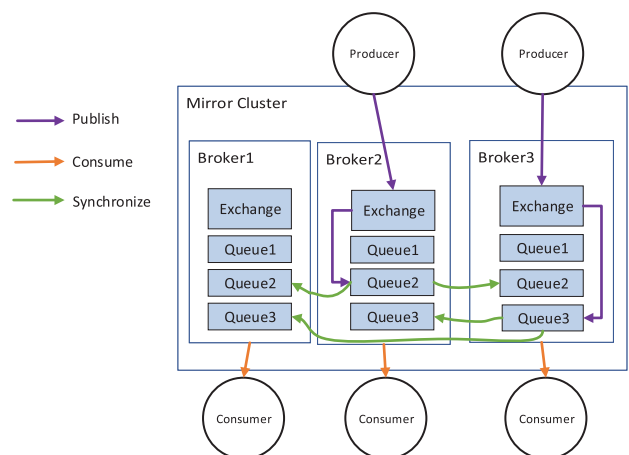 Producer
Producer
Mirror Cluster
Publish
Consume
Synchronize
Broker1
Exchange
Queue1
Queue2
Queue3
Broker2
Exchange
Queue1
Queue2
Queue3
Broker3
Exchange
Queue1
Queue2
Queue3
Consumer
Consumer
Consumer